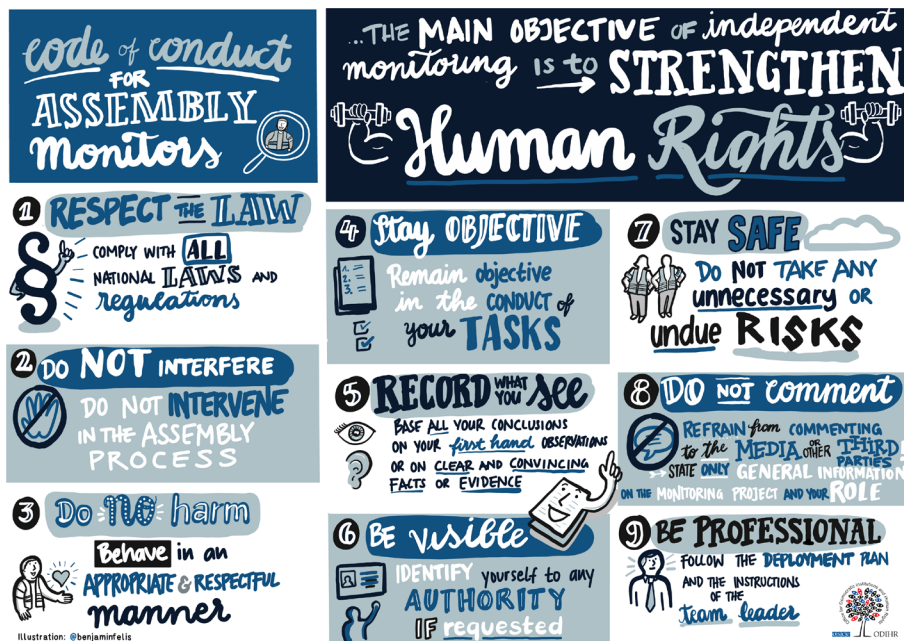 code of conduct
FOR
ASSEMBLY
Monitors
...THE MAIN OBJECTIVE OF independent
monitoring is to STRENGTHEN
Human Rights
1 RESPECT THE LAW
COMPLY WITH ALL
NATIONAL LAWS AND
regulations
2 DO NOT INTERFERE
DO NOT INTERVENE
IN THE ASSEMBLY
PROCESS
3 Do no harm
Behave in an
APPROPRIATE & RESPECTFUL
manner
4 Stay OBJECTIVE
1.
2.
3.
Remain objective
in the CONDUCT of
your TASKS
5 RECORD WHAT YOU see
BASE ALL YOUR CONCLUSIONS
ON YOUR first hand OBSERVATIONS
OR ON CLEAR AND CONVINCING
FACTS OR EVIDENCE
6 BE visible
IDENTIFY yourself to any
AUTHORITY
IF requested
7 STAY SAFE
DO NOT TAKE ANY
unnecessary OR
undue RISKS
8 DO NOT comment
REFRAIN from COMMENTING
to the MEDIA OR OTHER THIRD PARTIES
STATE ONLY GENERAL INFORMATION
ON THE MONITORING PROJECT AND YOUR ROLE
9 BE PROFESSIONAL
FOLLOW THE DEPLOYMENT PLAN
AND THE INSTRUCTIONS
OF THE
team leader
Illustration: @benjaminfelis
ODIHR